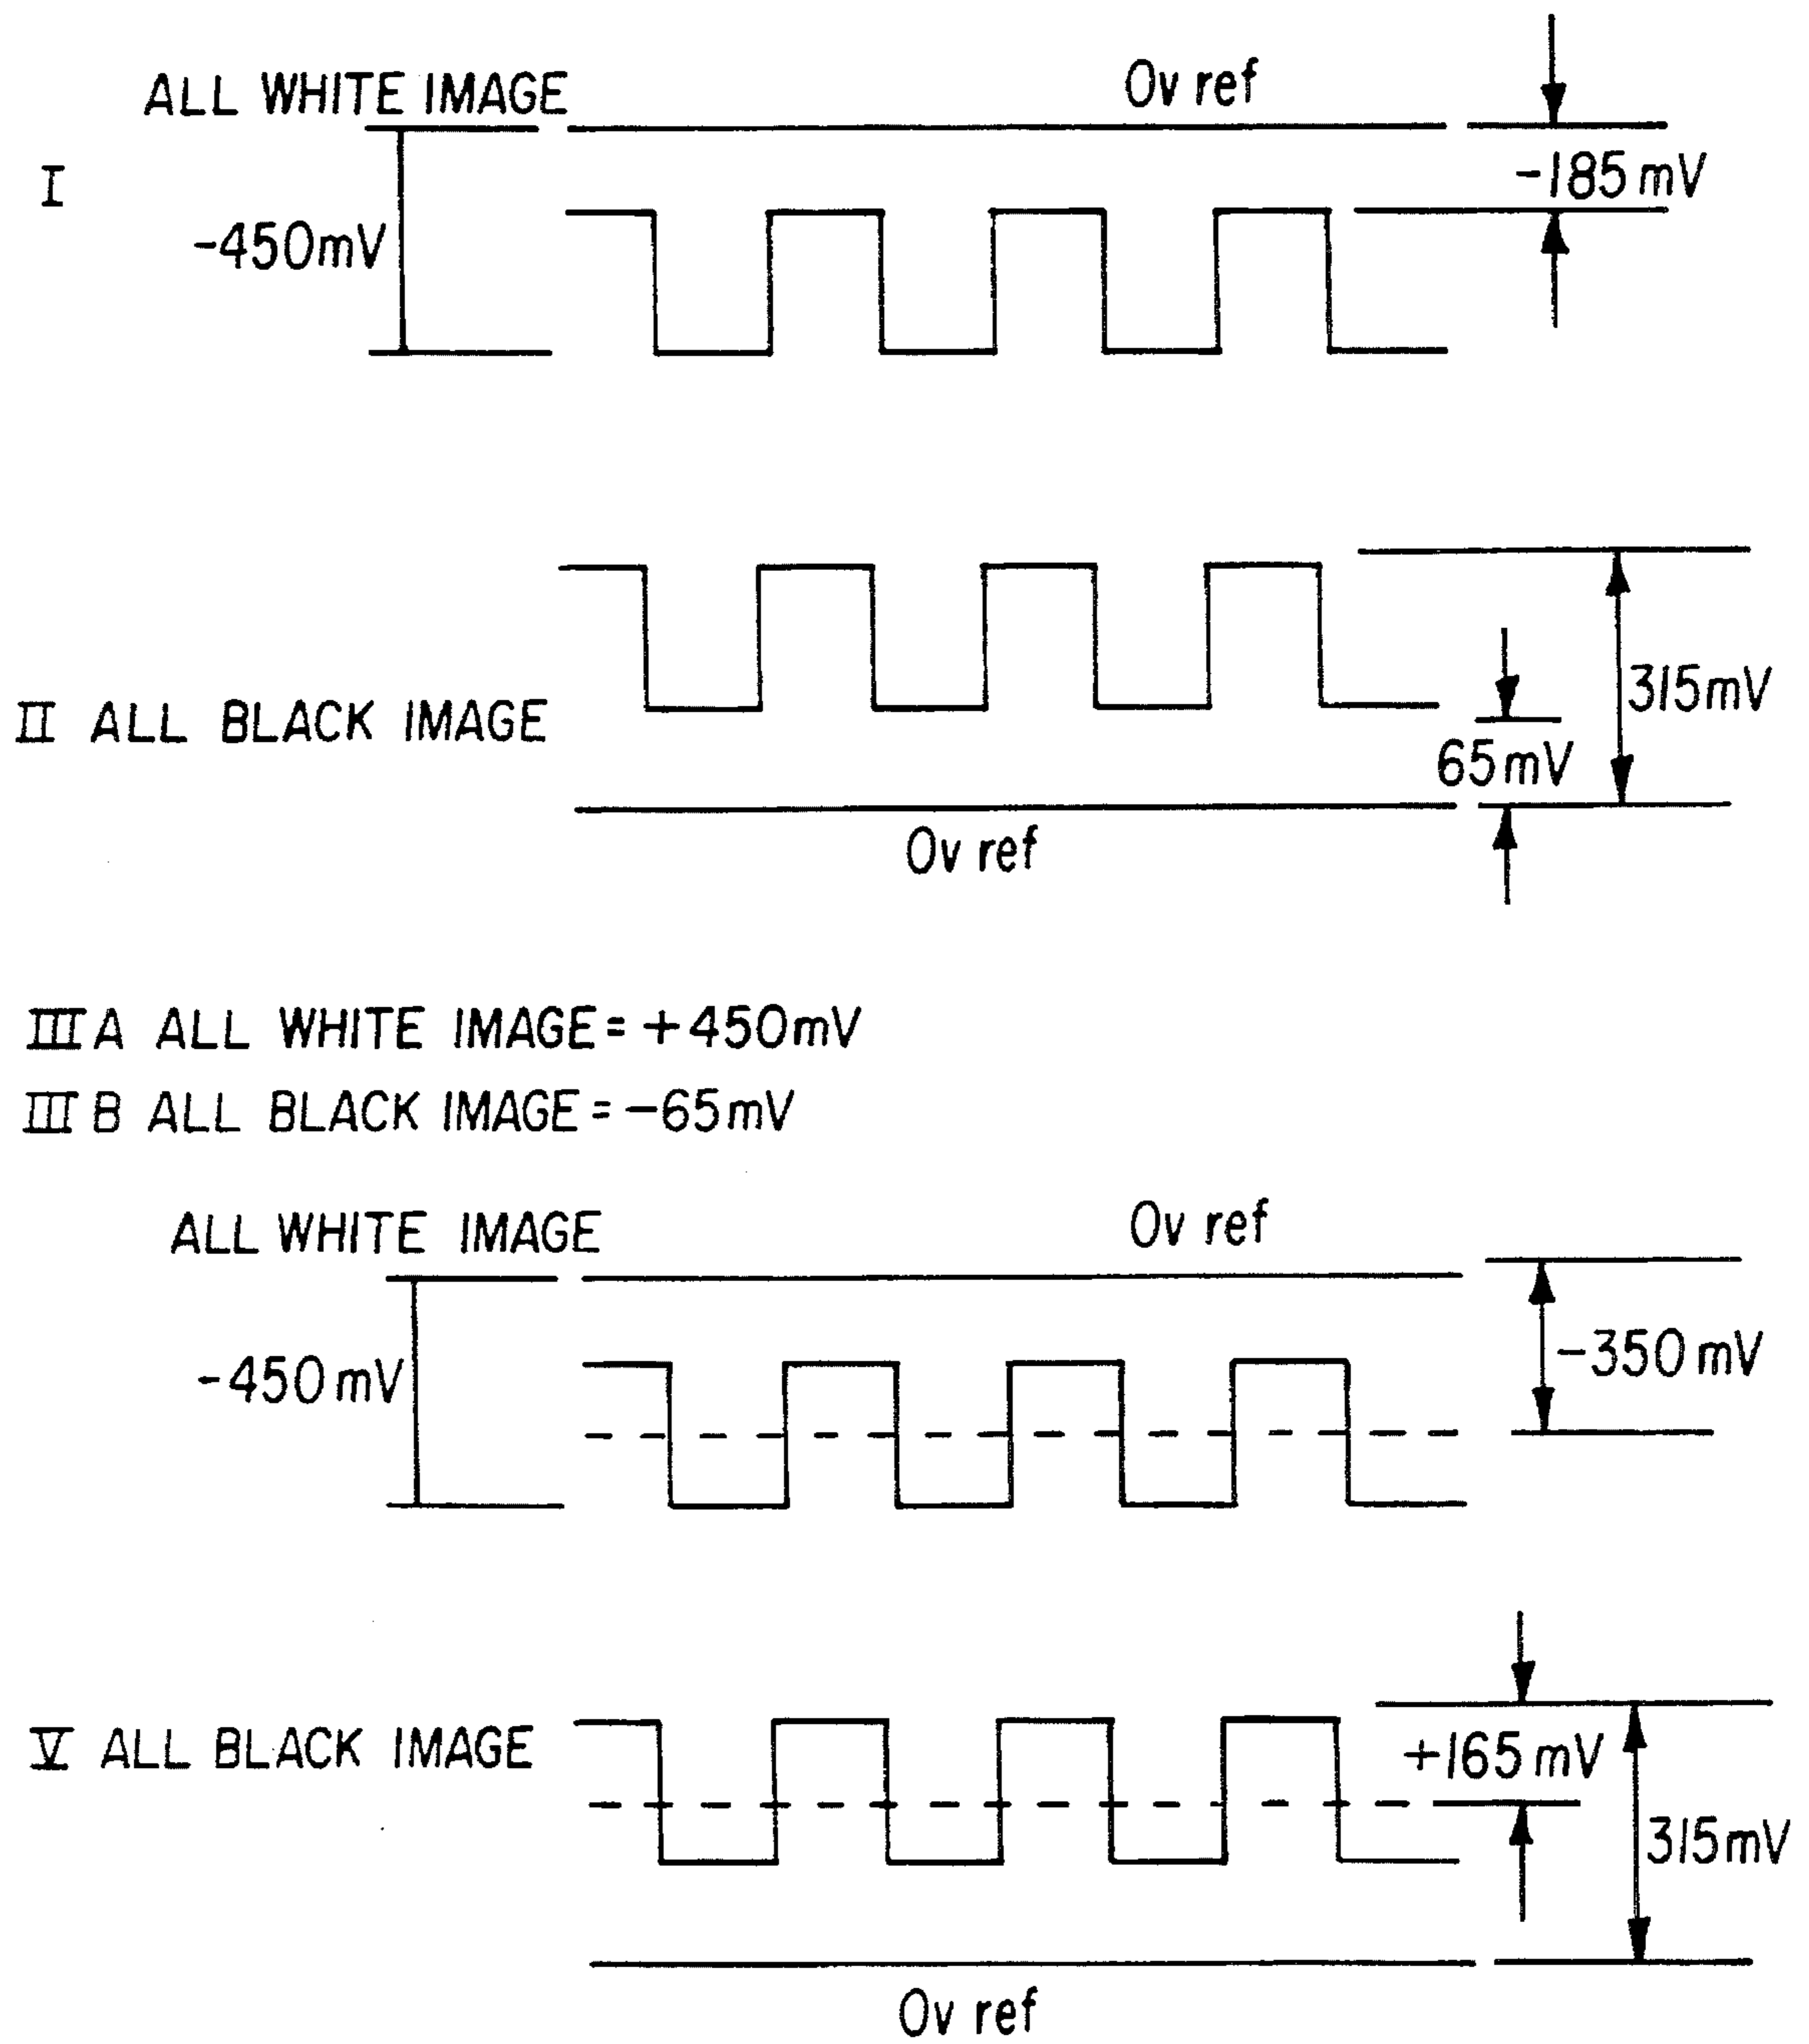 ALL WHITE IMAGE
Ov ref
I
-185 mV
-450mV
315mV
II ALL BLACK IMAGE
65mV
Ov ref
III A ALL WHITE IMAGE = +450mV
III B ALL BLACK IMAGE = -65mV
ALL WHITE IMAGE
Ov ref
-350 mV
-450 mV
V ALL BLACK IMAGE
+165 mV
315mV
Ov ref